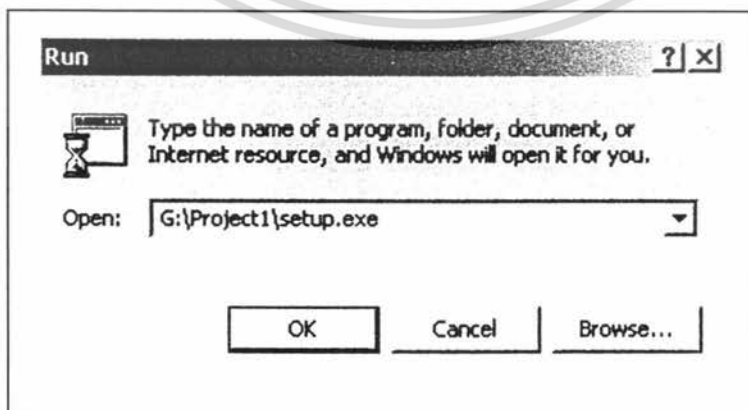 Run
? ×
Type the name of a program, folder, document, or
Internet resource, and Windows will open it for you.
Open: G:\Project1\setup.exe
OK Cancel Browse...